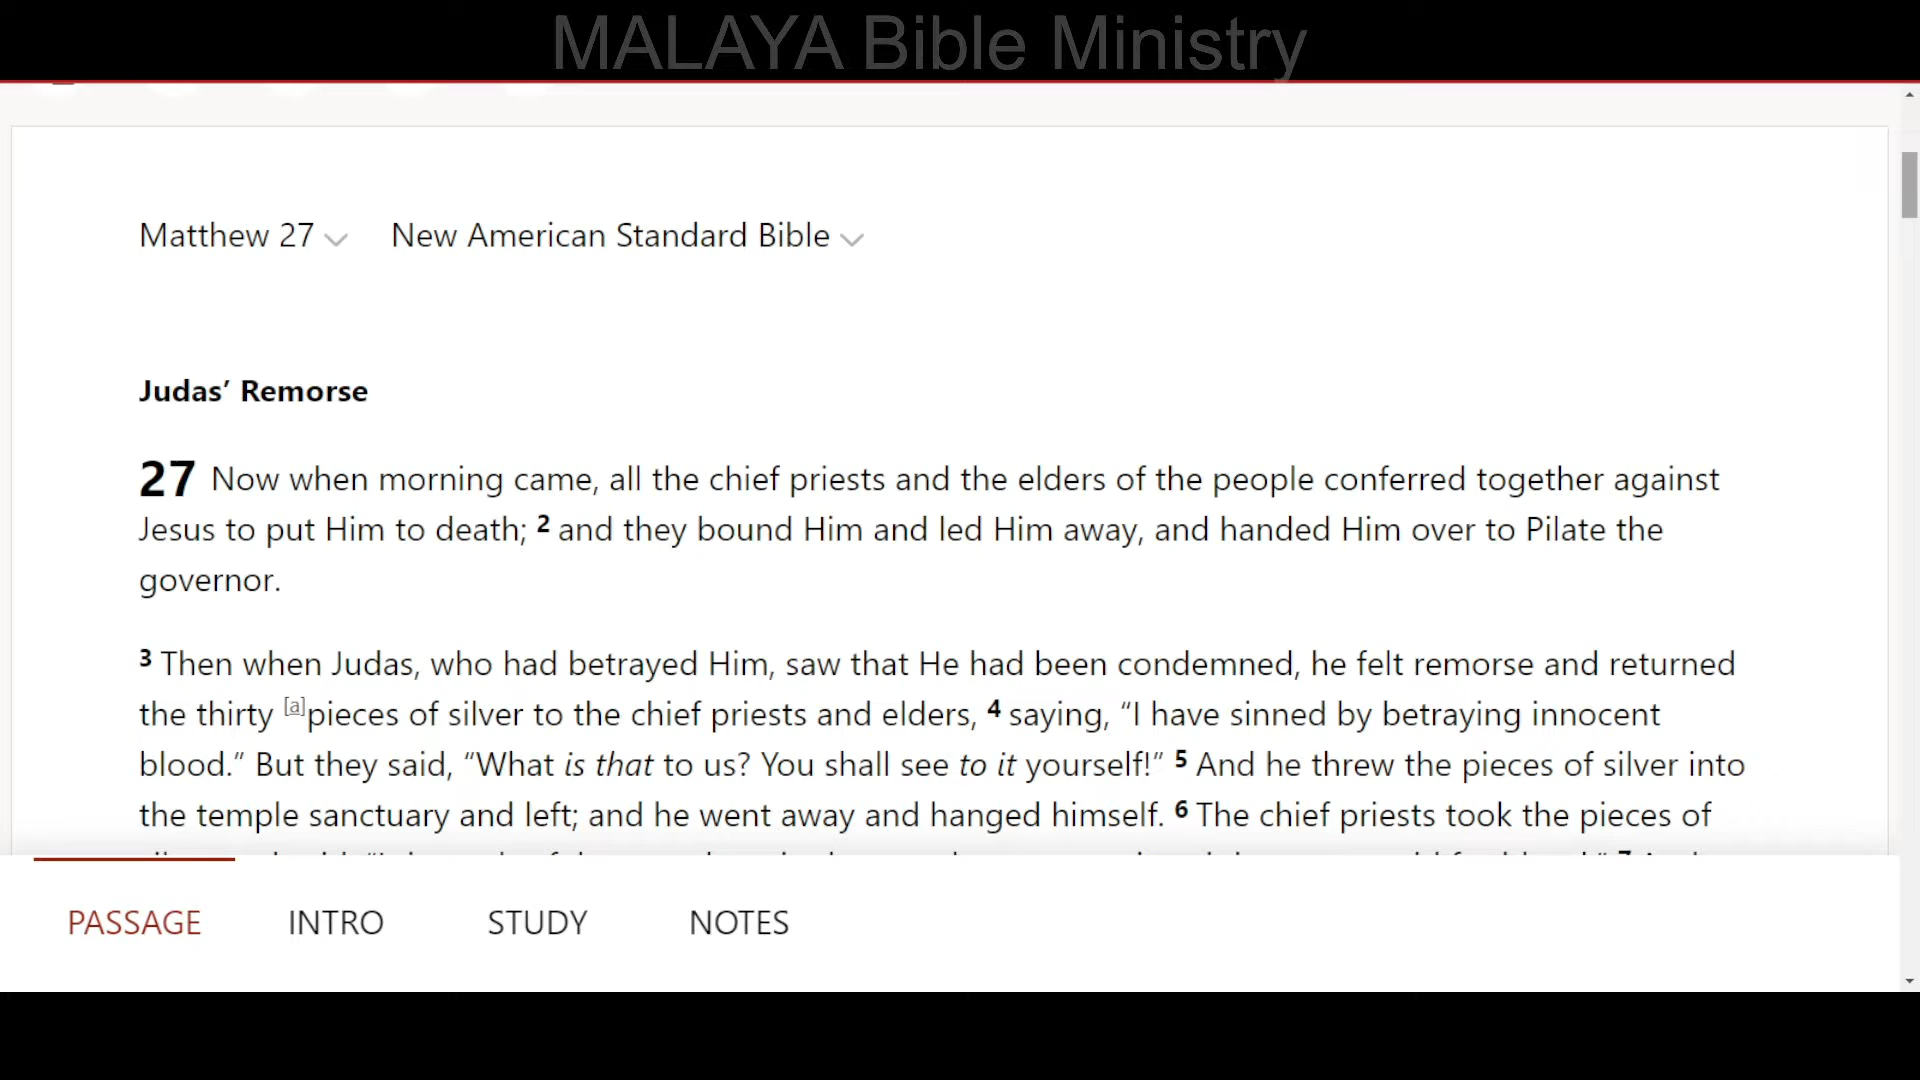 MALAYA Bible Ministry
Matthew 27 New American Standard Bible
Judas’ Remorse
27 Now when morning came, all the chief priests and the elders of the people conferred together against
Jesus to put Him to death; 2 and they bound Him and led Him away, and handed Him over to Pilate the
governor.
3 Then when Judas, who had betrayed Him, saw that He had been condemned, he felt remorse and returned
the thirty [a]pieces of silver to the chief priests and elders, 4 saying, “I have sinned by betraying innocent
blood.” But they said, “What is that to us? You shall see to it yourself!” 5 And he threw the pieces of silver into
the temple sanctuary and left; and he went away and hanged himself. 6 The chief priests took the pieces of
PASSAGE INTRO STUDY NOTES